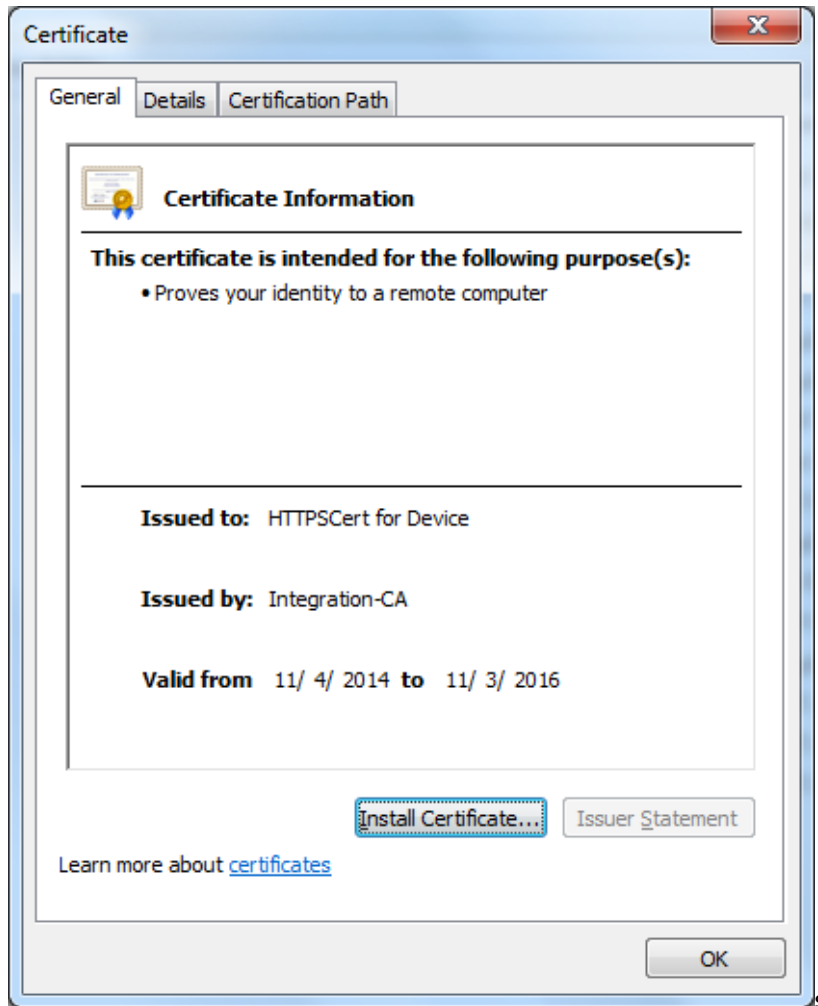 Certificate
General Details Certification Path
Certificate Information
This certificate is intended for the following purpose(s):
• Proves your identity to a remote computer
Issued to: HTTPSCert for Device
Issued by: Integration-CA
Valid from 11/ 4/ 2014 to 11/ 3/ 2016
Install Certificate... Issuer Statement
Learn more about certificates
OK